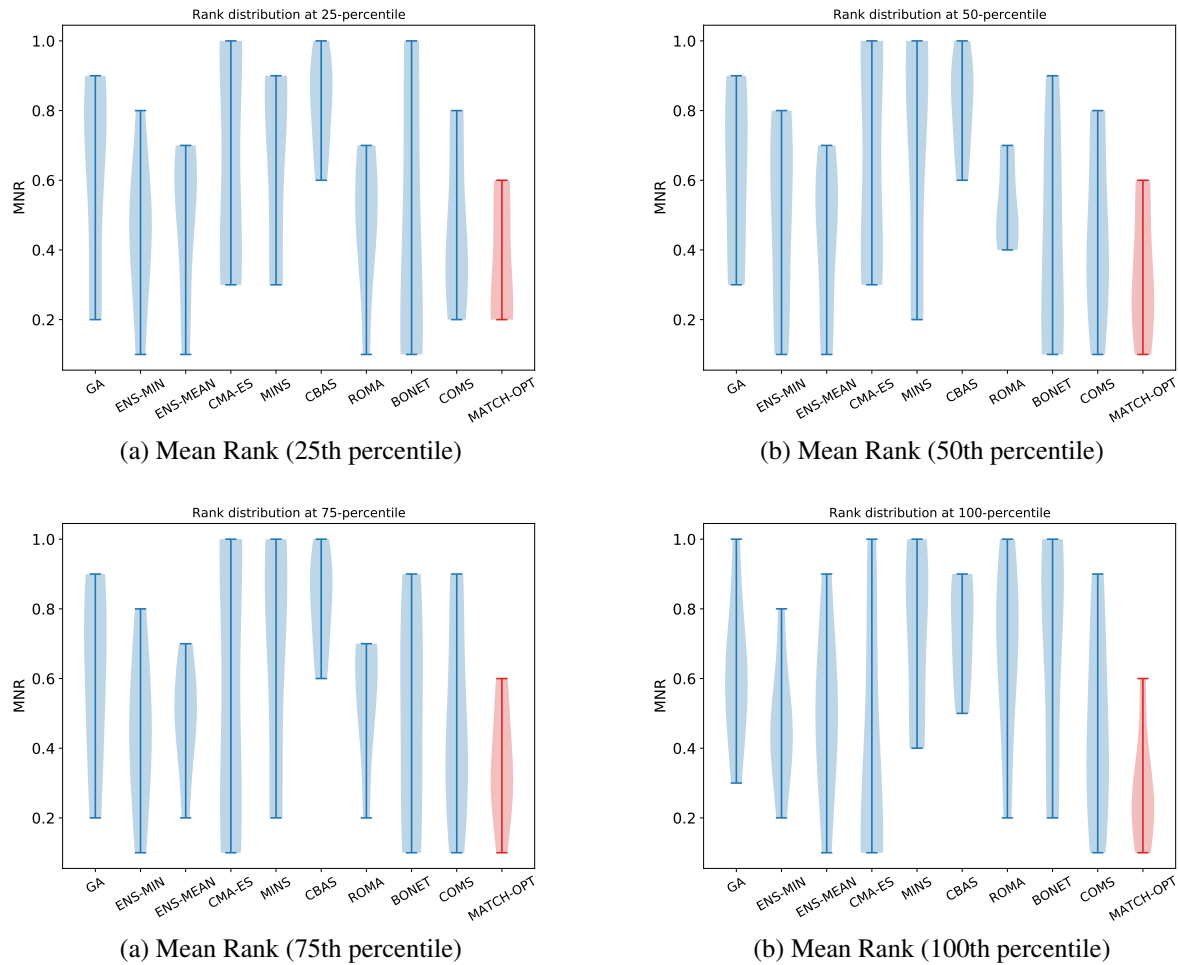 Rank distribution at 25-percentile
MNR
1.0
0.8
0.6
0.4
0.2
GA
ENS-MIN
ENS-MEAN
CMA-ES
MINS
CBAS
ROMA
BONET
COMS
MATCH-OPT
(a) Mean Rank (25th percentile)
Rank distribution at 50-percentile
MNR
1.0
0.8
0.6
0.4
0.2
GA
ENS-MIN
ENS-MEAN
CMA-ES
MINS
CBAS
ROMA
BONET
COMS
MATCH-OPT
(b) Mean Rank (50th percentile)
Rank distribution at 75-percentile
MNR
1.0
0.8
0.6
0.4
0.2
GA
ENS-MIN
ENS-MEAN
CMA-ES
MINS
CBAS
ROMA
BONET
COMS
MATCH-OPT
(a) Mean Rank (75th percentile)
Rank distribution at 100-percentile
MNR
1.0
0.8
0.6
0.4
0.2
GA
ENS-MIN
ENS-MEAN
CMA-ES
MINS
CBAS
ROMA
BONET
COMS
MATCH-OPT
(b) Mean Rank (100th percentile)